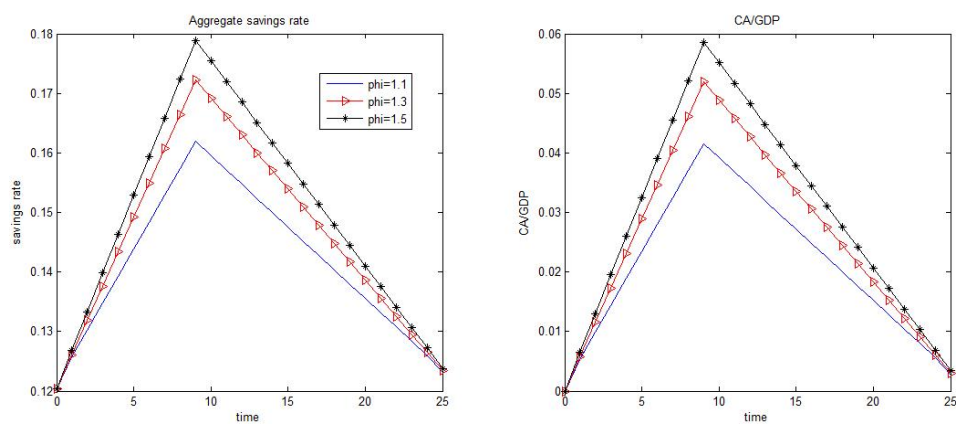 Aggregate savings rate
0.18
0.17
0.16
0.15
0.14
0.13
0.12
savings rate
0 5 10 15 20 25
time
phi=1.1
phi=1.3
phi=1.5
CA/GDP
0.06
0.05
0.04
0.03
0.02
0.01
0
CA/GDP
0 5 10 15 20 25
time